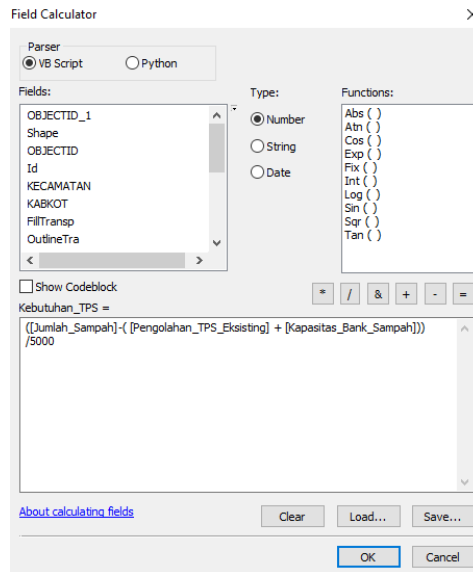 Field Calculator
Parser
VB Script Python
Fields: Type: Functions:
OBJECTID_1
Shape
OBJECTID
Id
KECAMATAN
KABKOT
FillTransp
OutlineTra
Number
String
Date
Abs ( )
Atn ( )
Cos ( )
Exp ( )
Fix ( )
Int ( )
Log ( )
Sin ( )
Sqr ( )
Tan ( )
Show Codeblock
* / & + - =
Kebutuhan_TPS =
([Jumlah_Sampah]-( [Pengolahan_TPS_Eksisting] + [Kapasitas_Bank_Sampah]))
/5000
About calculating fields
Clear Load... Save...
OK Cancel